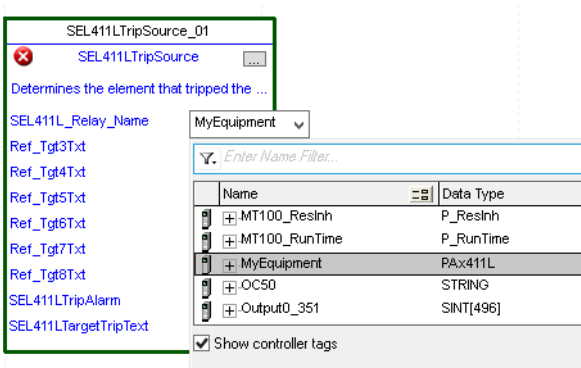 SEL411LTripSource_01
SEL411LTripSource
...
Determines the element that tripped the ...
SEL411L_Relay_Name
MyEquipment
Ref_Tgt3Txt
Enter Name Filter...
Ref_Tgt4Txt
Ref_Tgt5Txt
Name Data Type
Ref_Tgt6Txt
MT100_ResInh P_ResInh
Ref_Tgt7Txt
MT100_RunTime P_RunTime
MyEquipment PAx411L
Ref_Tgt8Txt
OC50 STRING
SEL411LTripAlarm
Output0_351 SINT[496]
SEL411LTargetTripText
Show controller tags